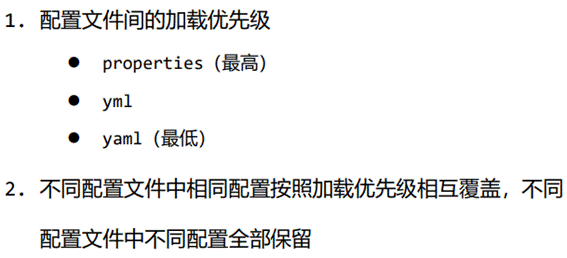 1. 配置文件间的加载优先级
● properties（最高）
● yml
● yaml（最低）
2. 不同配置文件中相同配置按照加载优先级相互覆盖，不同
配置文件中不同配置全部保留